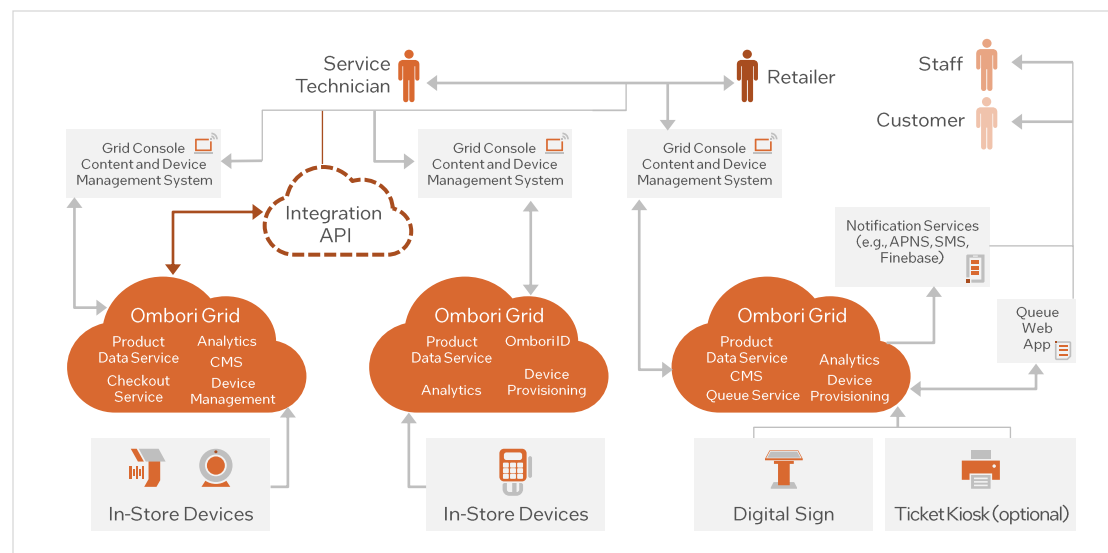 Service
Technician
Retailer
Staff
Customer
Grid Console
Content and Device
Management System
Grid Console
Content and Device
Management System
Grid Console
Content and Device
Management System
Integration
API
Notification Services
(e.g., APNS, SMS,
Finebase)
Queue
Web
App
Ombori Grid
Product
Data Service
Checkout
Service
Analytics
CMS
Device
Management
Ombori Grid
Product
Data Service
Analytics
Ombori ID
Device
Provisioning
Ombori Grid
Product
Data Service
CMS
Queue Service
Analytics
Device
Provisioning
In-Store Devices
In-Store Devices
Digital Sign
Ticket Kiosk (optional)